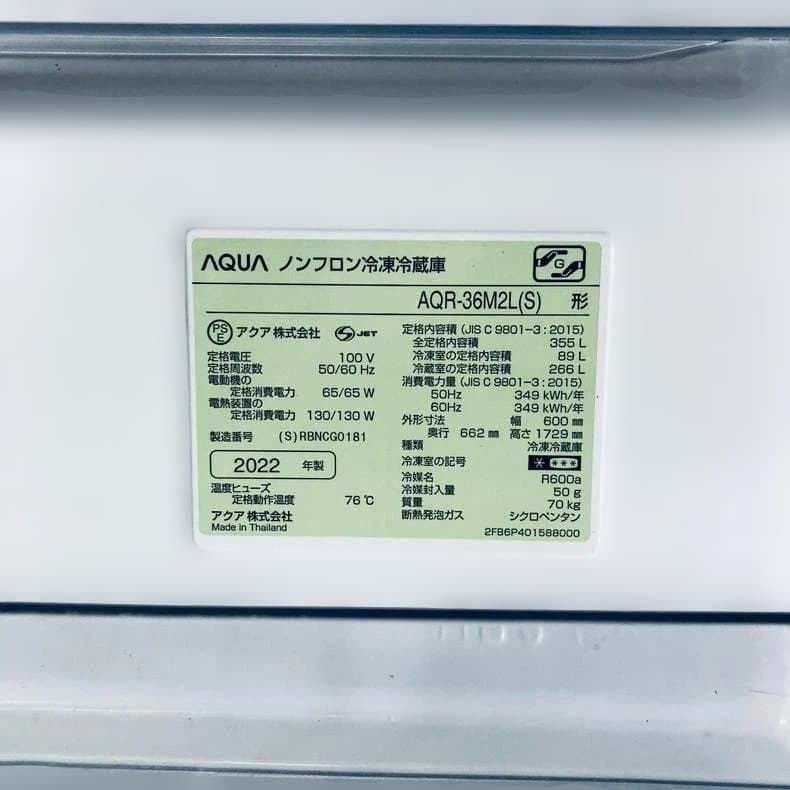 AQUA ノンフロン冷凍冷蔵庫
G
AQR-36M2L(S) 形
PSE アクア株式会社 S JET
定格電圧 100 V
定格周波数 50/60 Hz
電動機の
定格消費電力 65/65 W
電熱装置の
定格消費電力 130/130 W
製造番号 (S)RBNCG0181
2022 年製
温度ヒューズ
定格動作温度 76 ℃
アクア株式会社
Made in Thailand
定格内容積 (JIS C 9801-3 : 2015)
全定格内容積 355 L
冷凍室の定格内容積 89 L
冷蔵室の定格内容積 266 L
消費電力量 (JIS C 9801-3 : 2015)
50Hz 349 kWh/年
60Hz 349 kWh/年
外形寸法 幅 600 ㎜
奥行 662 ㎜ 高さ 1729 ㎜
種類 冷凍冷蔵庫
冷凍室の記号 * ***
冷媒名 R600a
冷媒封入量 50 g
質量 70 kg
断熱発泡ガス シクロペンタン
2FB6P4015B8000